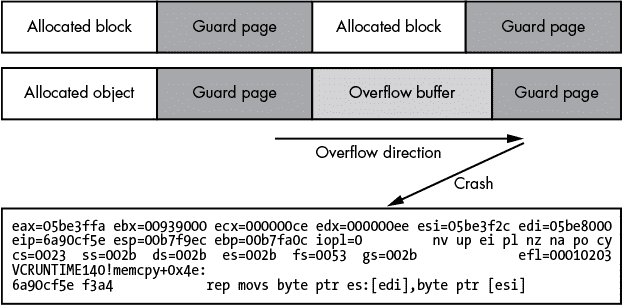 Allocated block Guard page Allocated block Guard page
Allocated object Guard page Overflow buffer Guard page
Overflow direction
Crash
eax=05be3ffa ebx=00939000 ecx=000000ce edx=000000ee esi=05be3f2c edi=05be8000
eip=6a90cf5e esp=00b7f9ec ebp=00b7fa0c iopl=0 nv up ei pl nz na po cy
cs=0023 ss=002b ds=002b es=002b fs=0053 gs=002b efl=00010203
VCRUNTIME140!memcpy+0x4e:
6a90cf5e f3a4 rep movs byte ptr es:[edi],byte ptr [esi]